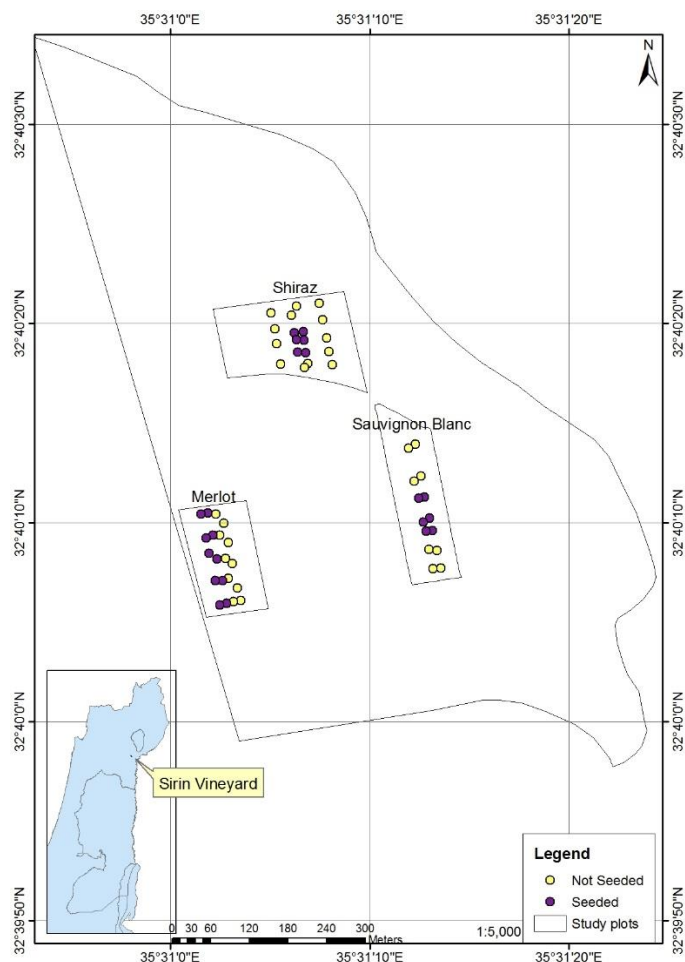 35°31'0"E 35°31'10"E 35°31'20"E
N
32°40'30"N 32°40'30"N
Shiraz
32°40'20"N 32°40'20"N
Sauvignon Blanc
Merlot
32°40'10"N 32°40'10"N
32°40'0"N 32°40'0"N
Sirin Vineyard
Legend
Not Seeded
Seeded
Study plots
32°39'50"N 32°39'50"N
0 30 60 120 180 240 300
Meters
1:5,000
35°31'0"E 35°31'10"E 35°31'20"E